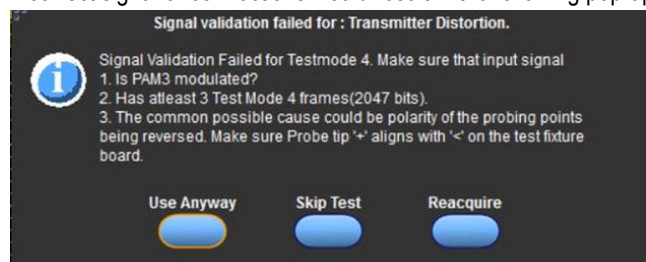 Signal validation failed for : Transmitter Distortion.
Signal Validation Failed for Testmode 4. Make sure that input signal
1. Is PAM3 modulated?
2. Has atleast 3 Test Mode 4 frames(2047 bits).
3. The common possible cause could be polarity of the probing points
being reversed. Make sure Probe tip '+' aligns with '<' on the test fixture
board.
Use Anyway Skip Test Reacquire